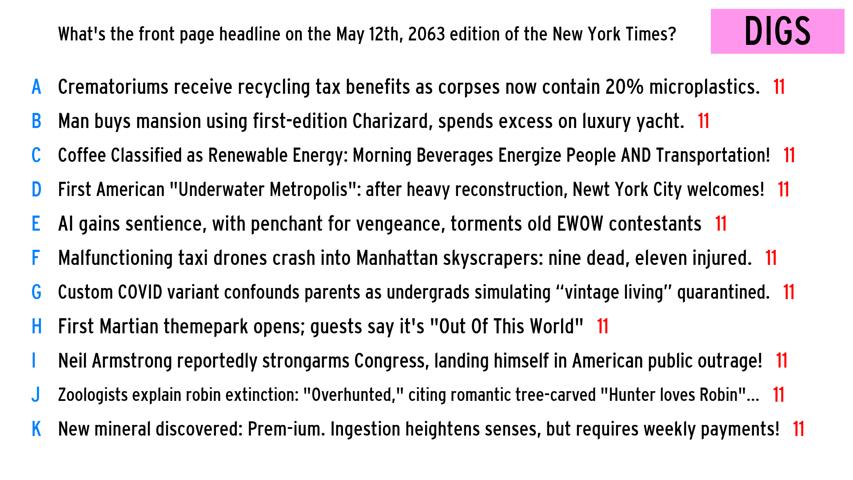 What's the front page headline on the May 12th, 2063 edition of the New York Times?
DIGS
A Crematoriums receive recycling tax benefits as corpses now contain 20% microplastics. 11
B Man buys mansion using first-edition Charizard, spends excess on luxury yacht. 11
C Coffee Classified as Renewable Energy: Morning Beverages Energize People AND Transportation! 11
D First American "Underwater Metropolis": after heavy reconstruction, Newt York City welcomes! 11
E AI gains sentience, with penchant for vengeance, torments old EWOW contestants 11
F Malfunctioning taxi drones crash into Manhattan skyscrapers: nine dead, eleven injured. 11
G Custom COVID variant confounds parents as undergrads simulating “vintage living” quarantined. 11
H First Martian themepark opens; guests say it's "Out Of This World" 11
I Neil Armstrong reportedly strongarms Congress, landing himself in American public outrage! 11
J Zoologists explain robin extinction: "Overhunted," citing romantic tree-carved "Hunter loves Robin"... 11
K New mineral discovered: Prem-ium. Ingestion heightens senses, but requires weekly payments! 11